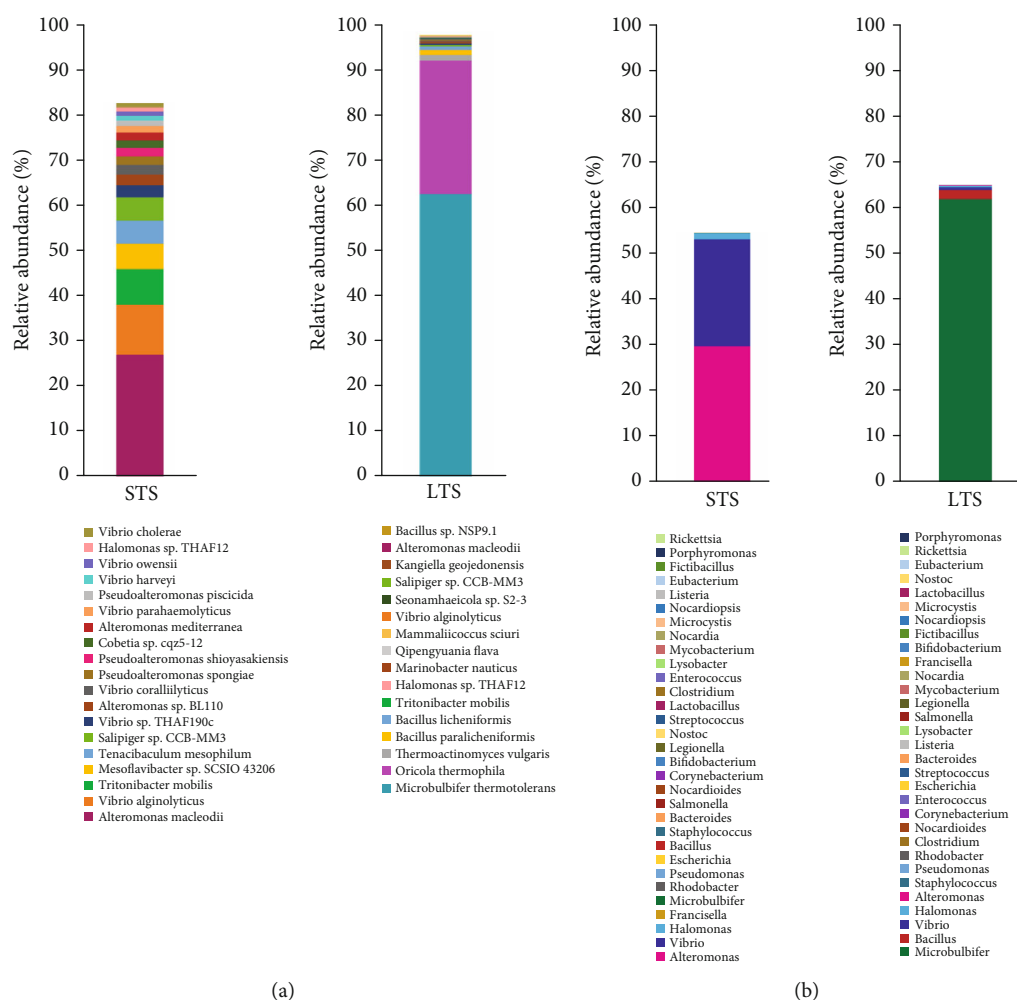 100
90
80
70
60
50
40
30
20
10
0
Relative abundance (%)
STS
100
90
80
70
60
50
40
30
20
10
0
Relative abundance (%)
LTS
Vibrio cholerae
Halomonas sp. THAF12
Vibrio owensii
Vibrio harveyi
Pseudoalteromonas piscicida
Vibrio parahaemolyticus
Alteromonas mediterranea
Cobetia sp. cqz5-12
Pseudoalteromonas shioyasakiensis
Pseudoalteromonas spongiae
Vibrio coralliilyticus
Alteromonas sp. BL110
Vibrio sp. THAF190c
Salipiger sp. CCB-MM3
Tenacibaculum mesophilum
Mesoflavibacter sp. SCSIO 43206
Tritonibacter mobilis
Vibrio alginolyticus
Alteromonas macleodii
Bacillus sp. NSP9.1
Alteromonas macleodii
Kangiella geojedonensis
Salipiger sp. CCB-MM3
Seonamhaeicola sp. S2-3
Vibrio alginolyticus
Mammaliicoccus sciuri
Qipengyuania flava
Marinobacter nauticus
Halomonas sp. THAF12
Tritonibacter mobilis
Bacillus licheniformis
Bacillus paralicheniformis
Thermoactinomyces vulgaris
Oricola thermophila
Microbulbifer thermotolerans
(a)
100
90
80
70
60
50
40
30
20
10
0
Relative abundance (%)
STS
100
90
80
70
60
50
40
30
20
10
0
Relative abundance (%)
LTS
Rickettsia
Porphyromonas
Fictibacillus
Eubacterium
Listeria
Nocardiopsis
Microcystis
Nocardia
Mycobacterium
Lysobacter
Enterococcus
Clostridium
Lactobacillus
Streptococcus
Nostoc
Legionella
Bifidobacterium
Corynebacterium
Nocardioides
Salmonella
Bacteroides
Staphylococcus
Bacillus
Escherichia
Pseudomonas
Rhodobacter
Microbulbifer
Francisella
Halomonas
Vibrio
Alteromonas
Porphyromonas
Rickettsia
Eubacterium
Nostoc
Lactobacillus
Microcystis
Nocardiopsis
Fictibacillus
Bifidobacterium
Francisella
Nocardia
Mycobacterium
Legionella
Salmonella
Lysobacter
Listeria
Bacteroides
Streptococcus
Escherichia
Enterococcus
Corynebacterium
Nocardioides
Clostridium
Rhodobacter
Pseudomonas
Staphylococcus
Alteromonas
Halomonas
Vibrio
Bacillus
Microbulbifer
(b)